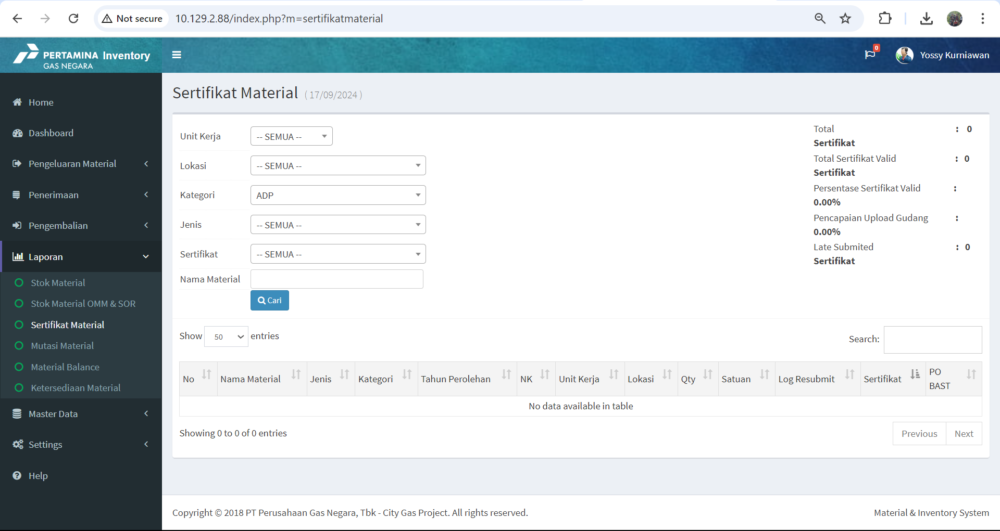 Not secure 10.129.2.88/index.php?m=sertifikatmaterial
PERTAMINA Inventory
GAS NEGARA
0
Yossy Kurniawan
Home
Dashboard
Pengeluaran Material
Penerimaan
Pengembalian
Laporan
Stok Material
Stok Material OMM & SOR
Sertifikat Material
Mutasi Material
Material Balance
Ketersediaan Material
Master Data
Settings
Help
Sertifikat Material ( 17/09/2024 )
Unit Kerja -- SEMUA --
Lokasi -- SEMUA --
Kategori ADP
Jenis -- SEMUA --
Sertifikat -- SEMUA --
Nama Material
Cari
Total : 0
Sertifikat
Total Sertifikat Valid : 0
Sertifikat
Persentase Sertifikat Valid :
0.00%
Pencapaian Upload Gudang :
0.00%
Late Submited : 0
Sertifikat
Show 50 entries
Search:
No Nama Material Jenis Kategori Tahun Perolehan NK Unit Kerja Lokasi Qty Satuan Log Resubmit Sertifikat PO BAST
No data available in table
Showing 0 to 0 of 0 entries
Previous Next
Copyright © 2018 PT Perusahaan Gas Negara, Tbk - City Gas Project. All rights reserved.
Material & Inventory System